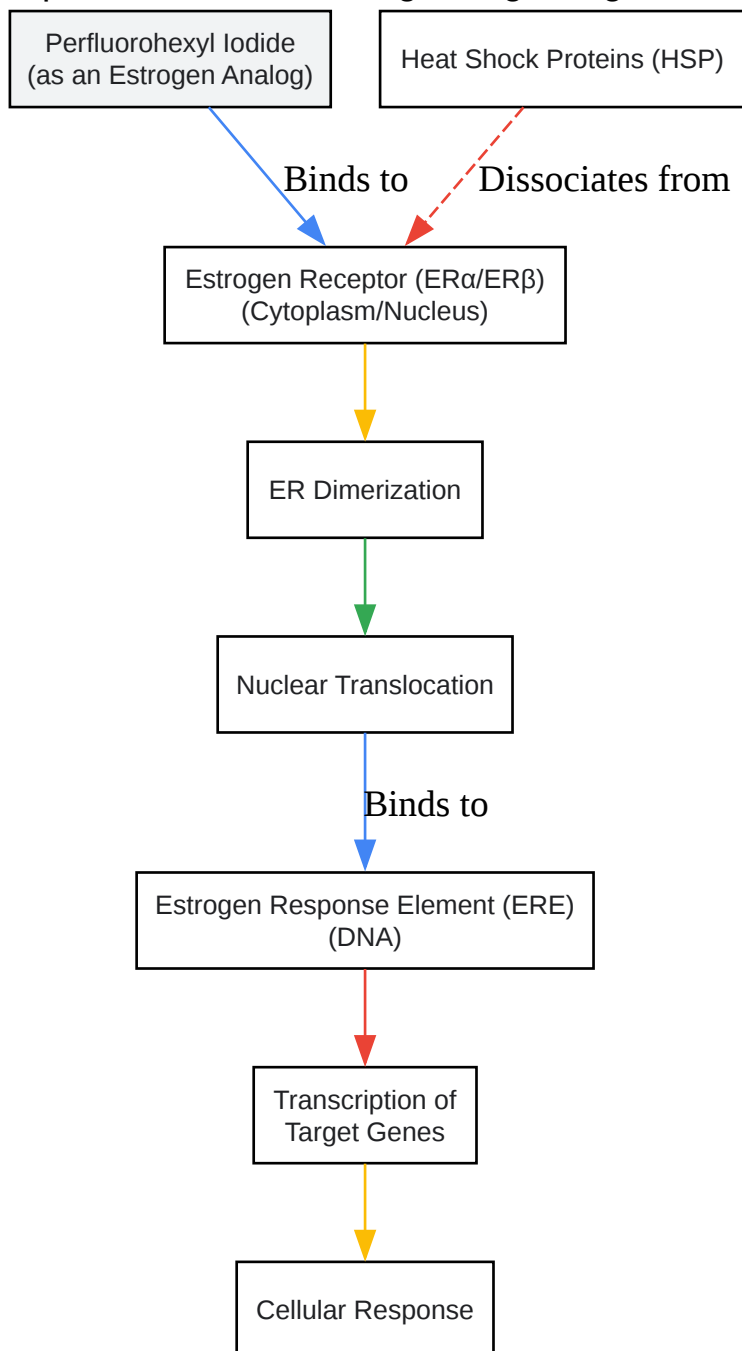 Perfluorohexyl Iodide
(as an Estrogen Analog)
Heat Shock Proteins (HSP)
Binds to
Dissociates from
Estrogen Receptor (ERα/ERβ)
(Cytoplasm/Nucleus)
ER Dimerization
Nuclear Translocation
Binds to
Estrogen Response Element (ERE)
(DNA)
Transcription of
Target Genes
Cellular Response